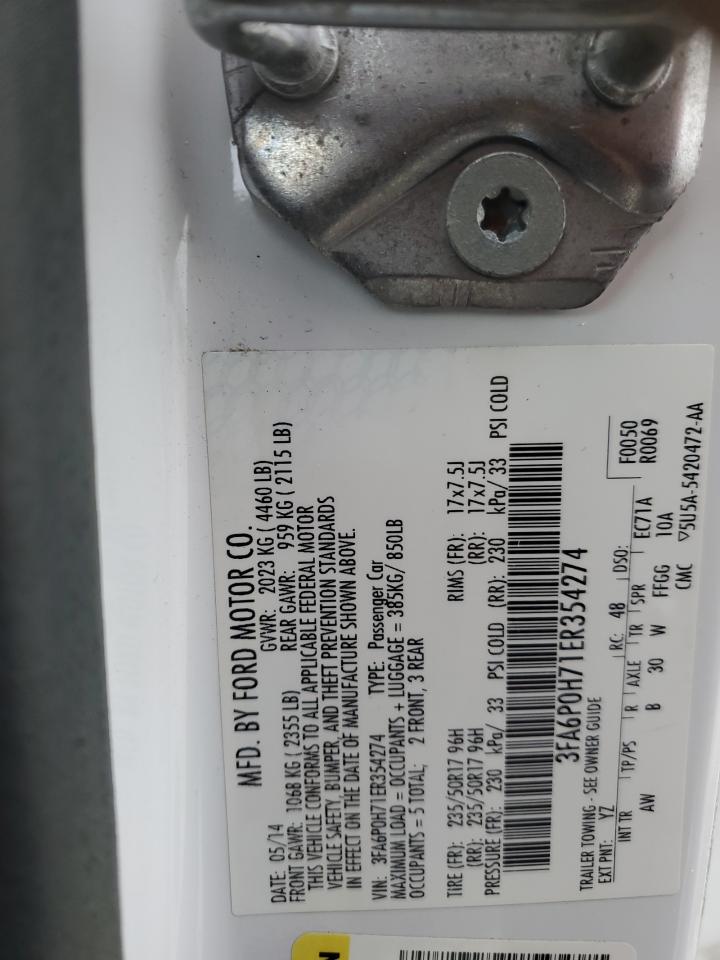 MFD. BY FORD MOTOR CO.
DATE: 05/14 GVWR: 2023 KG ( 4460 LB)
FRONT GAWR: 1068 KG ( 2355 LB) REAR GAWR: 959 KG ( 2115 LB)
THIS VEHICLE CONFORMS TO ALL APPLICABLE FEDERAL MOTOR
VEHICLE SAFETY, BUMPER, AND THEFT PREVENTION STANDARDS
IN EFFECT ON THE DATE OF MANUFACTURE SHOWN ABOVE.
VIN: 3FA6P0H71ER354274 TYPE: Passenger Car
MAXIMUM LOAD = OCCUPANTS + LUGGAGE = 385KG/ 850LB
OCCUPANTS = 5 TOTAL; 2 FRONT, 3 REAR
TIRE (FR): 235/50R17 96H RIMS (FR): 17x7.5J
(RR): 235/50R17 96H (RR): 17x7.5J
PRESSURE (FR): 230 kPa/ 33 PSI COLD (RR): 230 kPa/ 33 PSI COLD
3FA6P0H71ER354274
TRAILER TOWING - SEE OWNER GUIDE
EXT PNT: YZ RC: 48 DSO: F0050
R0069
INT TR TP/PS R AXLE TR SPR EC71A
AW B 30 W FFGG 10A
CMC ▽5U5A-5420472-AA
N